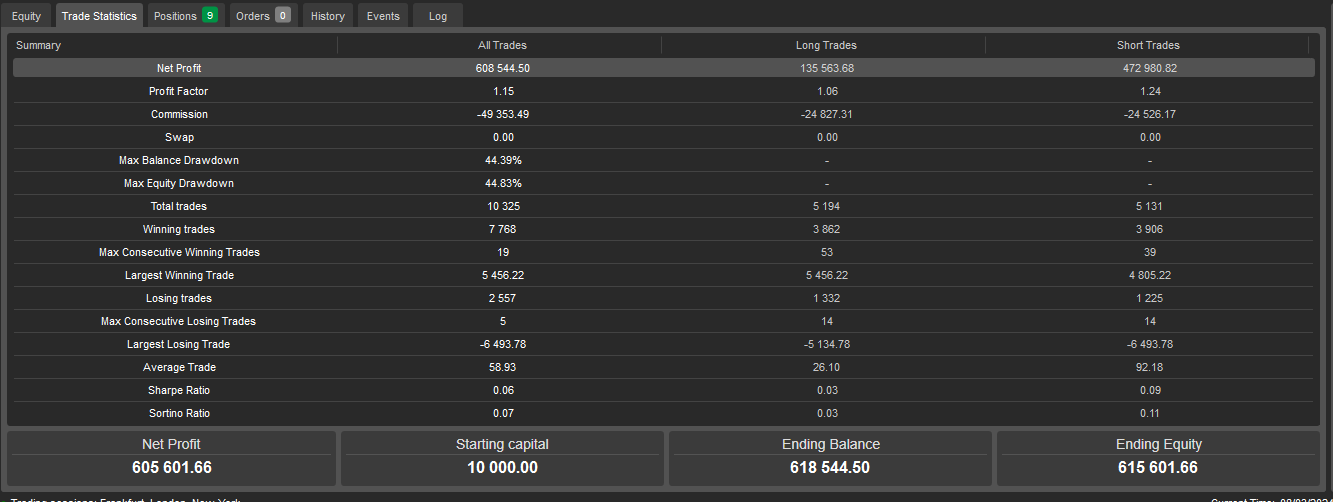 Equity Trade Statistics Positions 9 Orders 0 History Events Log
Summary All Trades Long Trades Short Trades
Net Profit 608 544.50 135 563.68 472 980.82
Profit Factor 1.15 1.06 1.24
Commission -49 353.49 -24 827.31 -24 526.17
Swap 0.00 0.00 0.00
Max Balance Drawdown 44.39% - -
Max Equity Drawdown 44.83% - -
Total trades 10 325 5 194 5 131
Winning trades 7 768 3 862 3 906
Max Consecutive Winning Trades 19 53 39
Largest Winning Trade 5 456.22 5 456.22 4 805.22
Losing trades 2 557 1 332 1 225
Max Consecutive Losing Trades 5 14 14
Largest Losing Trade -6 493.78 -5 134.78 -6 493.78
Average Trade 58.93 26.10 92.18
Sharpe Ratio 0.06 0.03 0.09
Sortino Ratio 0.07 0.03 0.11
Net Profit Starting capital Ending Balance Ending Equity
605 601.66 10 000.00 618 544.50 615 601.66
Trading sessions: Frankfurt, London, New York Current Time: